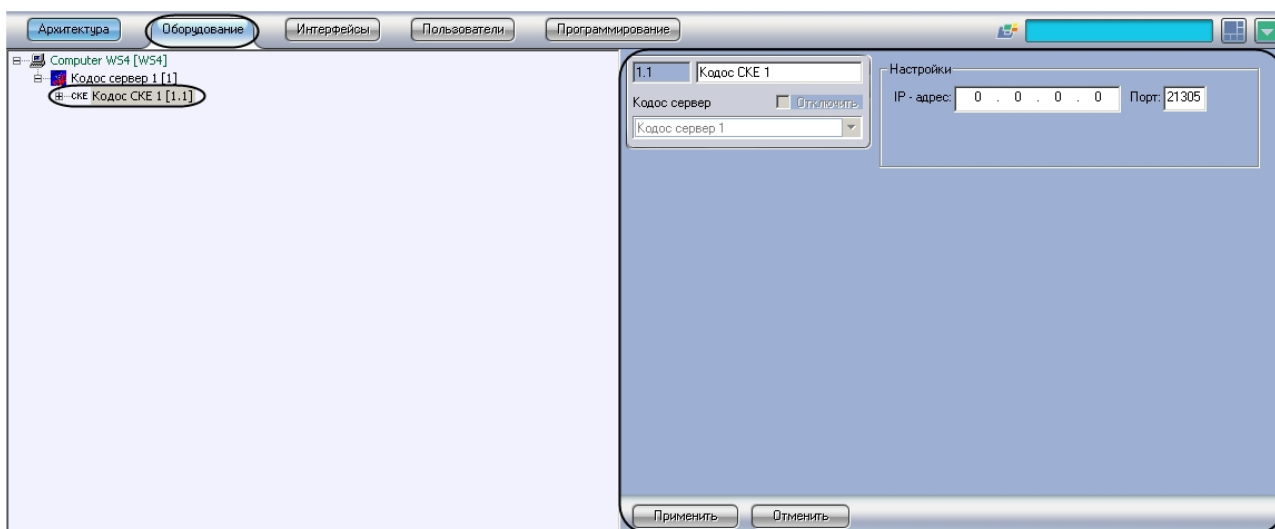 Архитектура Оборудование Интерфейсы Пользователи Программирование
Computer WS4 [WS4]
Кодос сервер 1 [1]
СКЕ Кодос СКЕ 1 [1.1]
1.1 Кодос СКЕ 1
Кодос сервер Отключить
Кодос сервер 1
Настройки
IP - адрес: 0 . 0 . 0 . 0 Порт: 21305
Применить Отменить